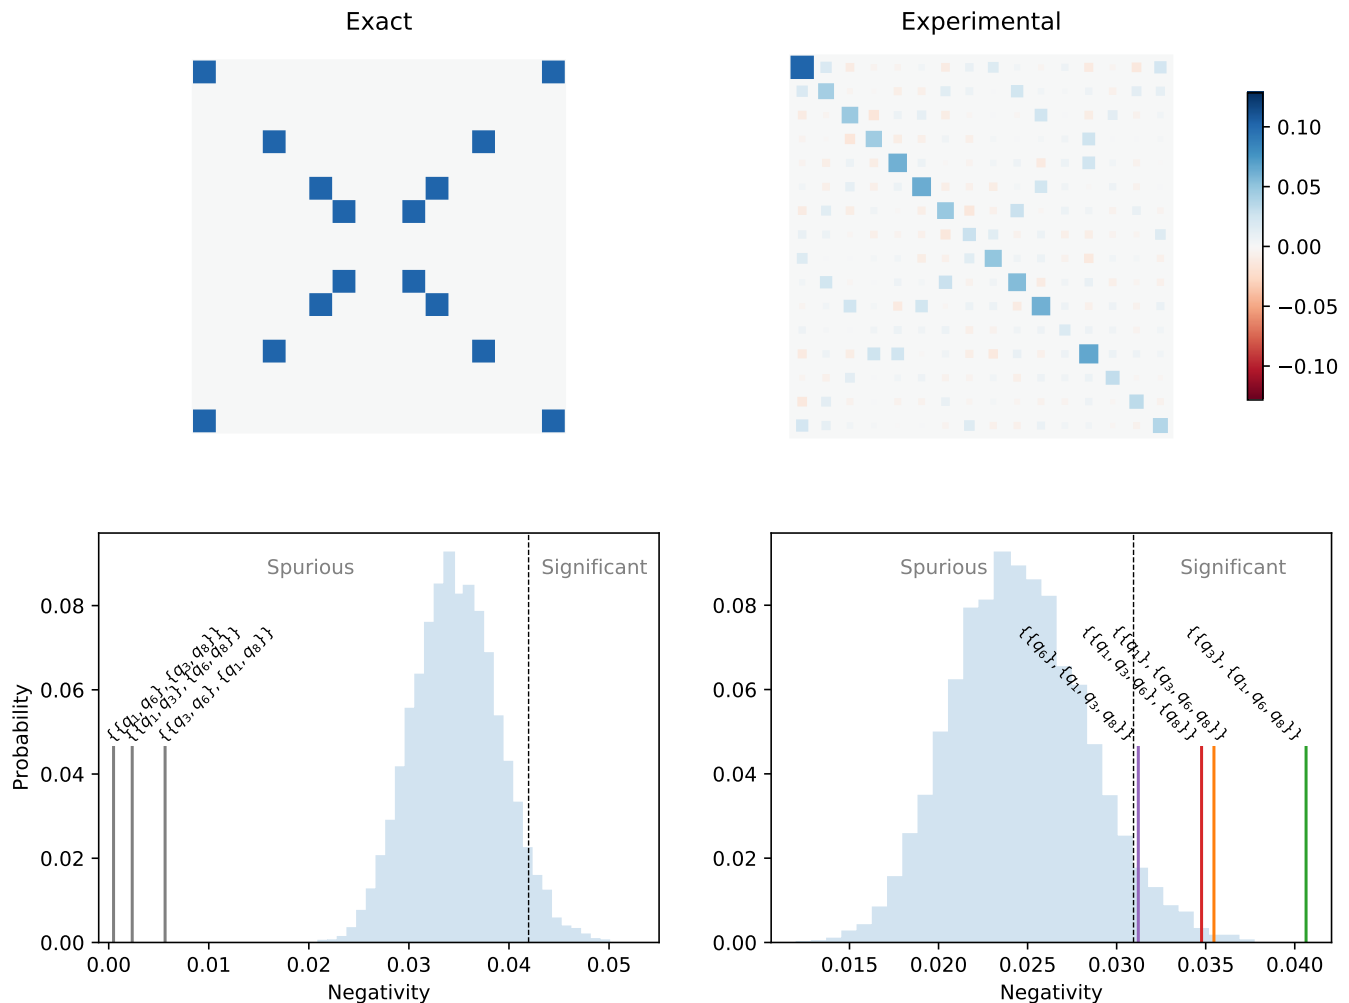 Exact
Experimental
0.10
0.05
0.00
−0.05
−0.10
Spurious
Significant
{{q₁, q₆}, {q₃, q₈}}
{{q₁, q₃}, {q₆, q₈}}
{{q₃, q₆}, {q₁, q₈}}
0.08
0.06
0.04
0.02
0.00
Probability
0.00 0.01 0.02 0.03 0.04 0.05
Negativity
Spurious
Significant
{{q₆}, {q₁, q₃, q₈}}
{{q₁, q₃, q₆}, {q₈}}
{{q₁}, {q₃, q₆, q₈}}
{{q₃}, {q₁, q₆, q₈}}
0.08
0.06
0.04
0.02
0.00
0.015 0.020 0.025 0.030 0.035 0.040
Negativity